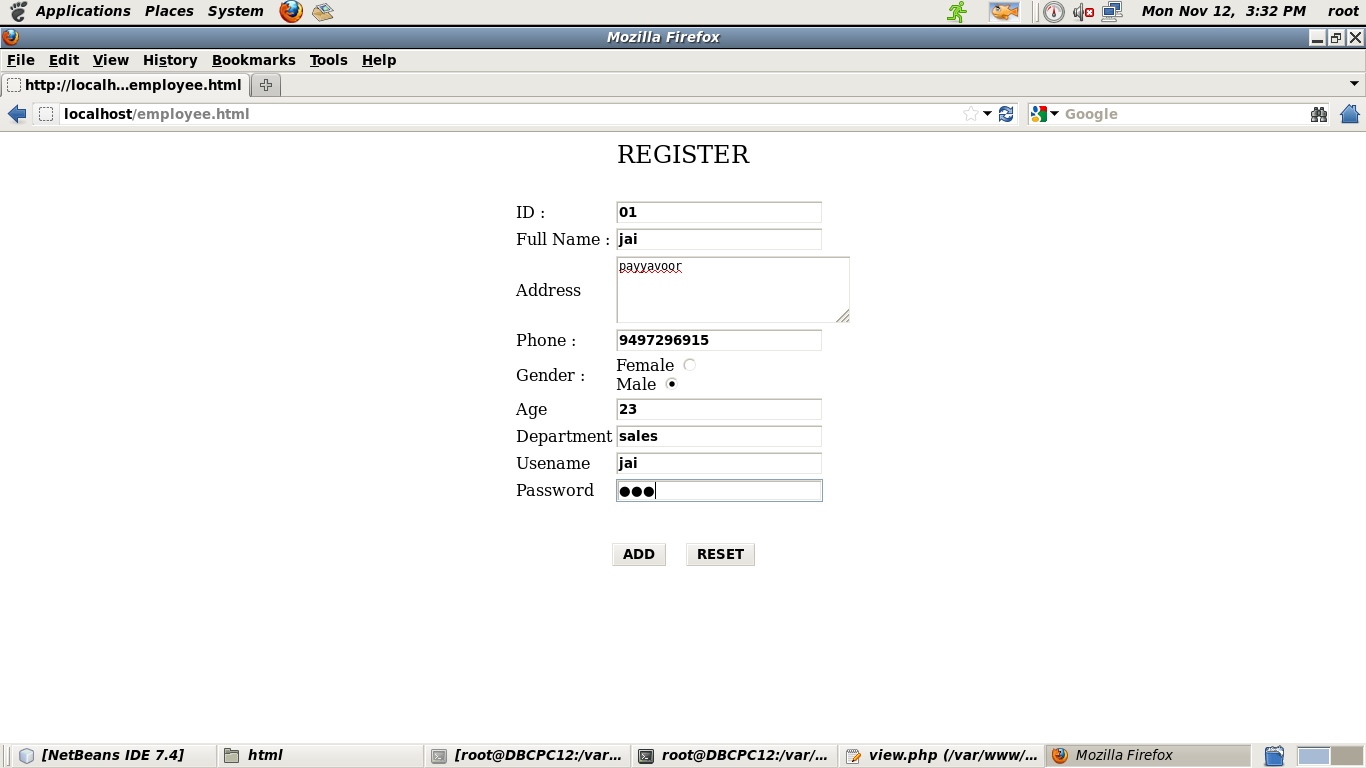 Applications Places System Mon Nov 12, 3:32 PM root
Mozilla Firefox
File Edit View History Bookmarks Tools Help
http://localh...employee.html
localhost/employee.html Google
REGISTER
ID : 01
Full Name : jai
Address payyavoor
Phone : 9497296915
Gender : Female
Male
Age 23
Department sales
Usename jai
Password ●●●
ADD RESET
[NetBeans IDE 7.4] html [root@DBCPC12:/var... root@DBCPC12:/var/... view.php (/var/www/... Mozilla Firefox